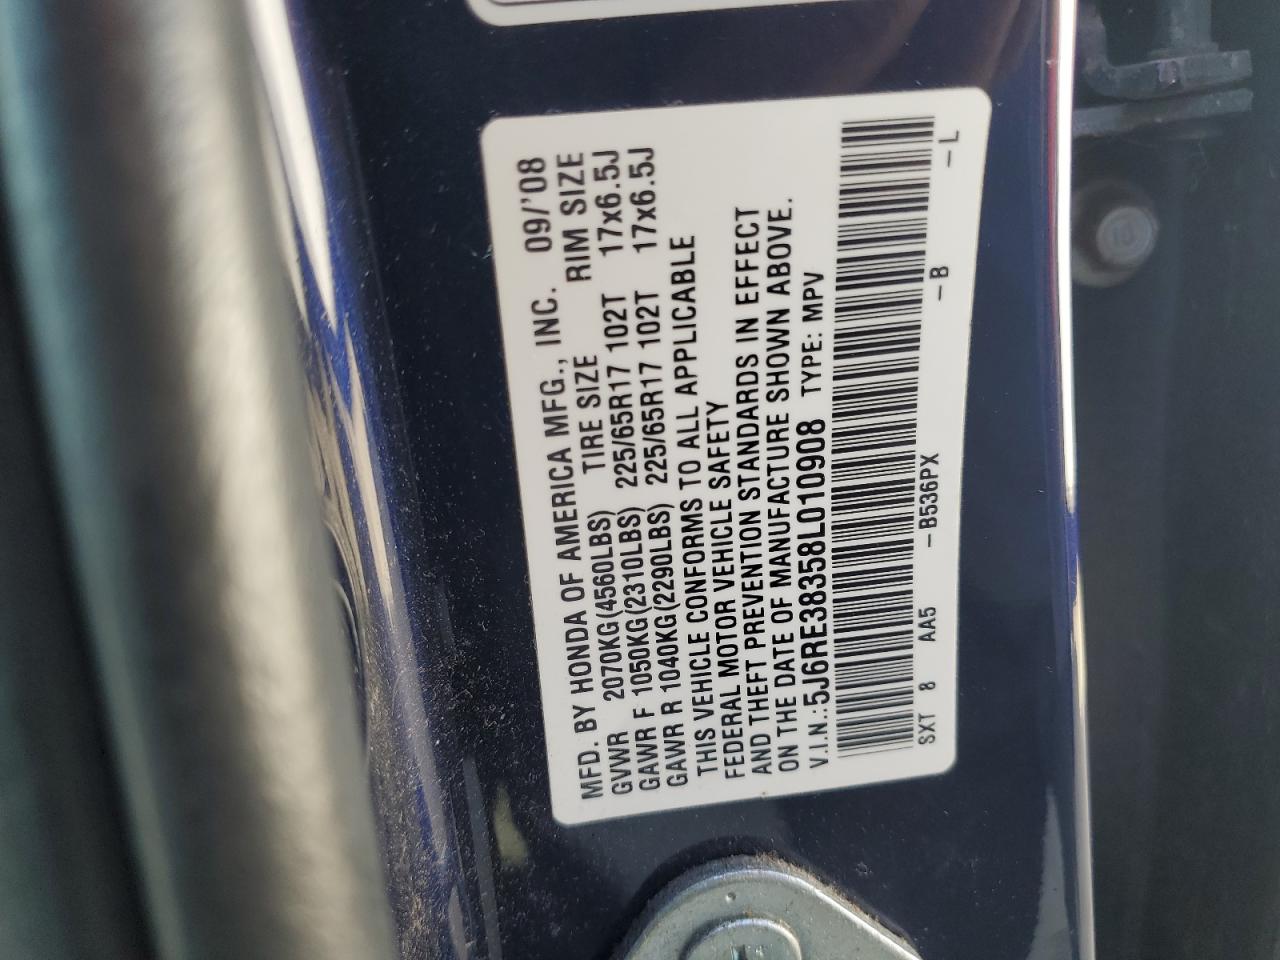 MFD. BY HONDA OF AMERICA MFG., INC. 09/'08
GVWR 2070KG(4560LBS) TIRE SIZE RIM SIZE
GAWR F 1050KG(2310LBS) 225/65R17 102T 17x6.5J
GAWR R 1040KG(2290LBS) 225/65R17 102T 17x6.5J
THIS VEHICLE CONFORMS TO ALL APPLICABLE
FEDERAL MOTOR VEHICLE SAFETY
AND THEFT PREVENTION STANDARDS IN EFFECT
ON THE DATE OF MANUFACTURE SHOWN ABOVE.
V.I.N.: 5J6RE38358L010908 TYPE: MPV
SXT 8 AA5 -B536PX -B -L